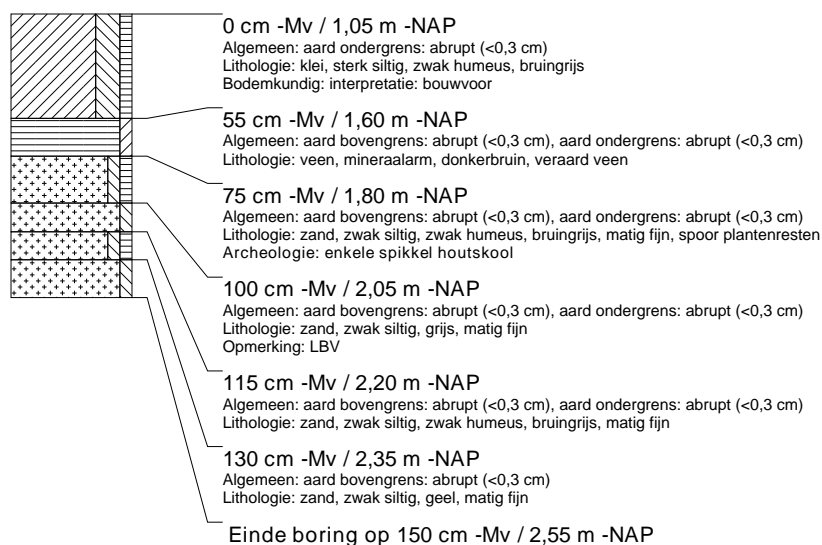 0 cm -Mv / 1,05 m -NAP
Algemeen: aard ondergrens: abrupt (<0,3 cm)
Lithologie: klei, sterk siltig, zwak humeus, bruingrijs
Bodemkundig: interpretatie: bouwvoor
55 cm -Mv / 1,60 m -NAP
Algemeen: aard bovengrens: abrupt (<0,3 cm), aard ondergrens: abrupt (<0,3 cm)
Lithologie: veen, mineraalarm, donkerbruin, veraard veen
75 cm -Mv / 1,80 m -NAP
Algemeen: aard bovengrens: abrupt (<0,3 cm), aard ondergrens: abrupt (<0,3 cm)
Lithologie: zand, zwak siltig, zwak humeus, bruingrijs, matig fijn, spoor plantenresten
Archeologie: enkele spikkel houtskool
100 cm -Mv / 2,05 m -NAP
Algemeen: aard bovengrens: abrupt (<0,3 cm), aard ondergrens: abrupt (<0,3 cm)
Lithologie: zand, zwak siltig, grijs, matig fijn
Opmerking: LBV
115 cm -Mv / 2,20 m -NAP
Algemeen: aard bovengrens: abrupt (<0,3 cm), aard ondergrens: abrupt (<0,3 cm)
Lithologie: zand, zwak siltig, zwak humeus, bruingrijs, matig fijn
130 cm -Mv / 2,35 m -NAP
Algemeen: aard bovengrens: abrupt (<0,3 cm)
Lithologie: zand, zwak siltig, geel, matig fijn
Einde boring op 150 cm -Mv / 2,55 m -NAP